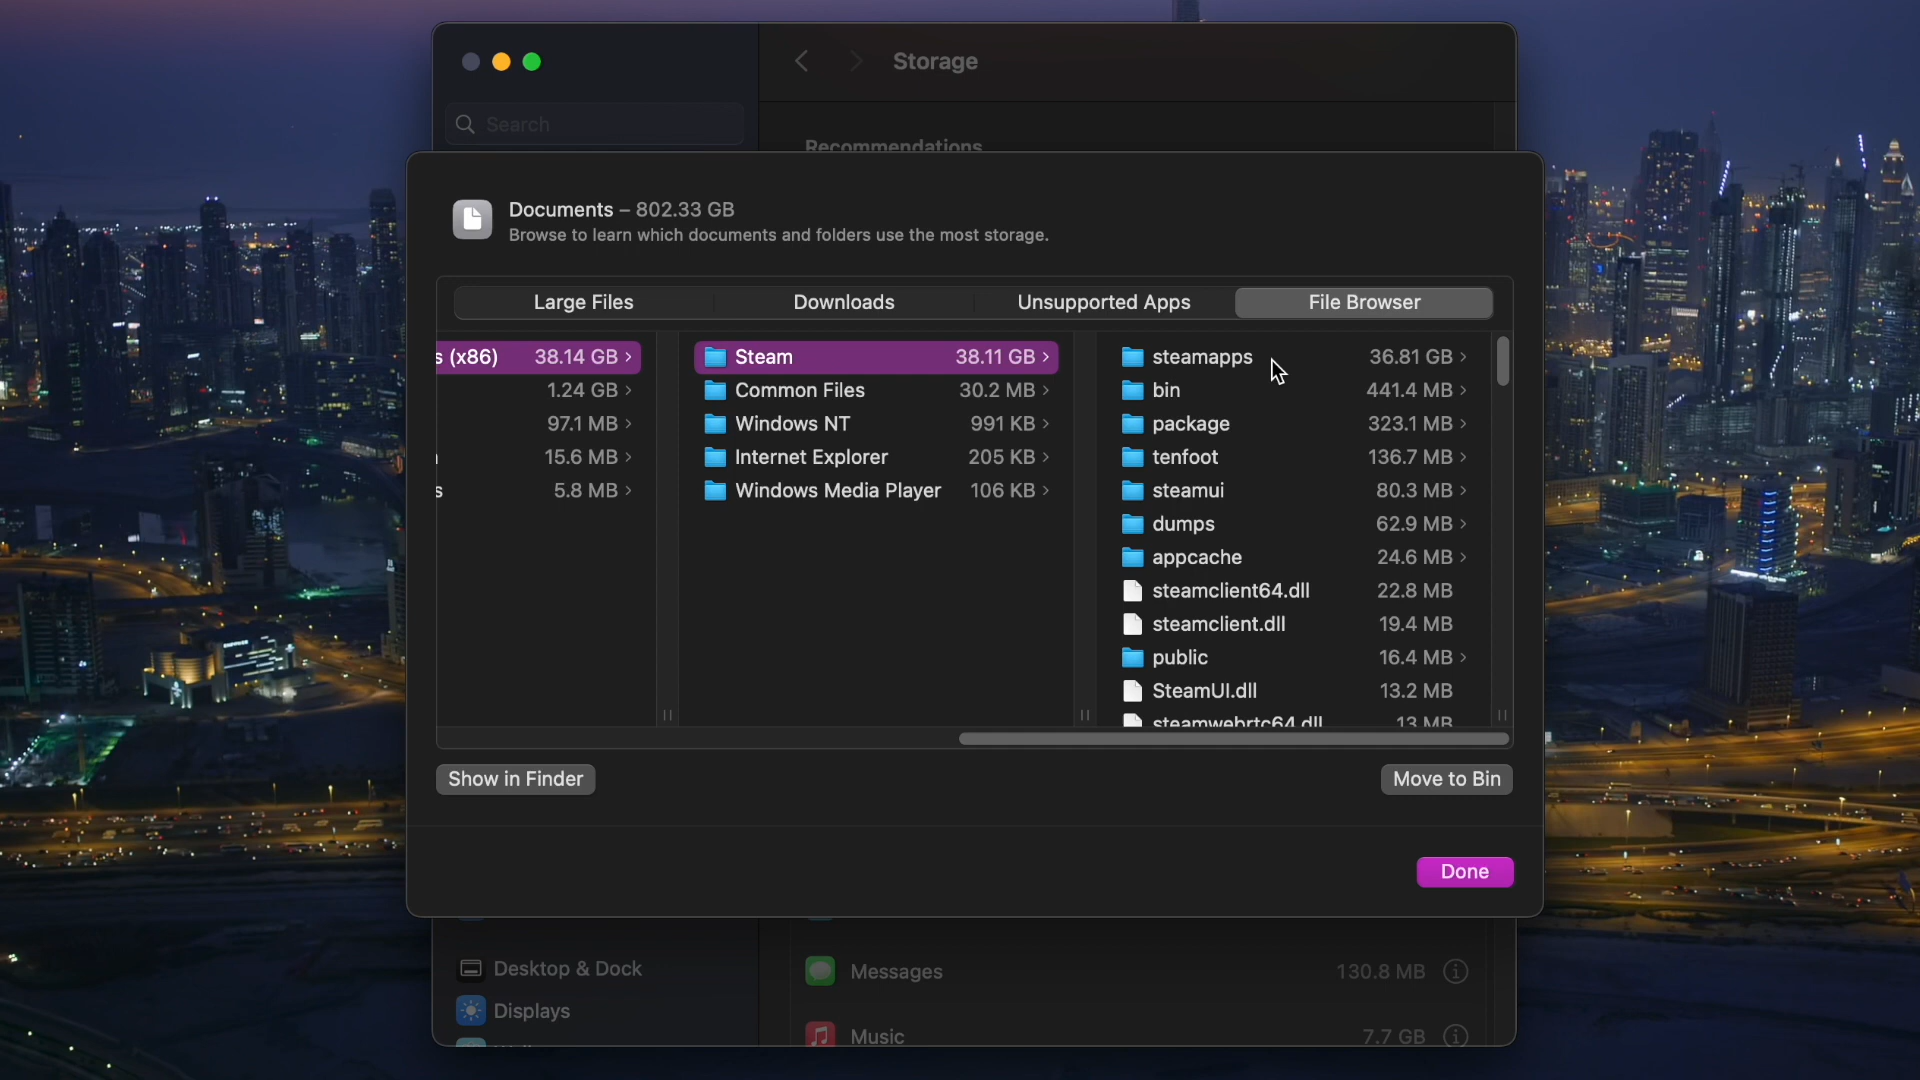 Storage
Search
Recommendations
Documents – 802.33 GB
Browse to learn which documents and folders use the most storage.
Large Files
Downloads
Unsupported Apps
File Browser
s (x86) 38.14 GB
1.24 GB
97.1 MB
15.6 MB
s 5.8 MB
Steam 38.11 GB
Common Files 30.2 MB
Windows NT 991 KB
Internet Explorer 205 KB
Windows Media Player 106 KB
steamapps 36.81 GB
bin 441.4 MB
package 323.1 MB
tenfoot 136.7 MB
steamui 80.3 MB
dumps 62.9 MB
appcache 24.6 MB
steamclient64.dll 22.8 MB
steamclient.dll 19.4 MB
public 16.4 MB
SteamUI.dll 13.2 MB
steamwebrtc64.dll 13 MB
Show in Finder
Move to Bin
Done
Desktop & Dock
Displays
Messages 130.8 MB
Music 7.7 GB